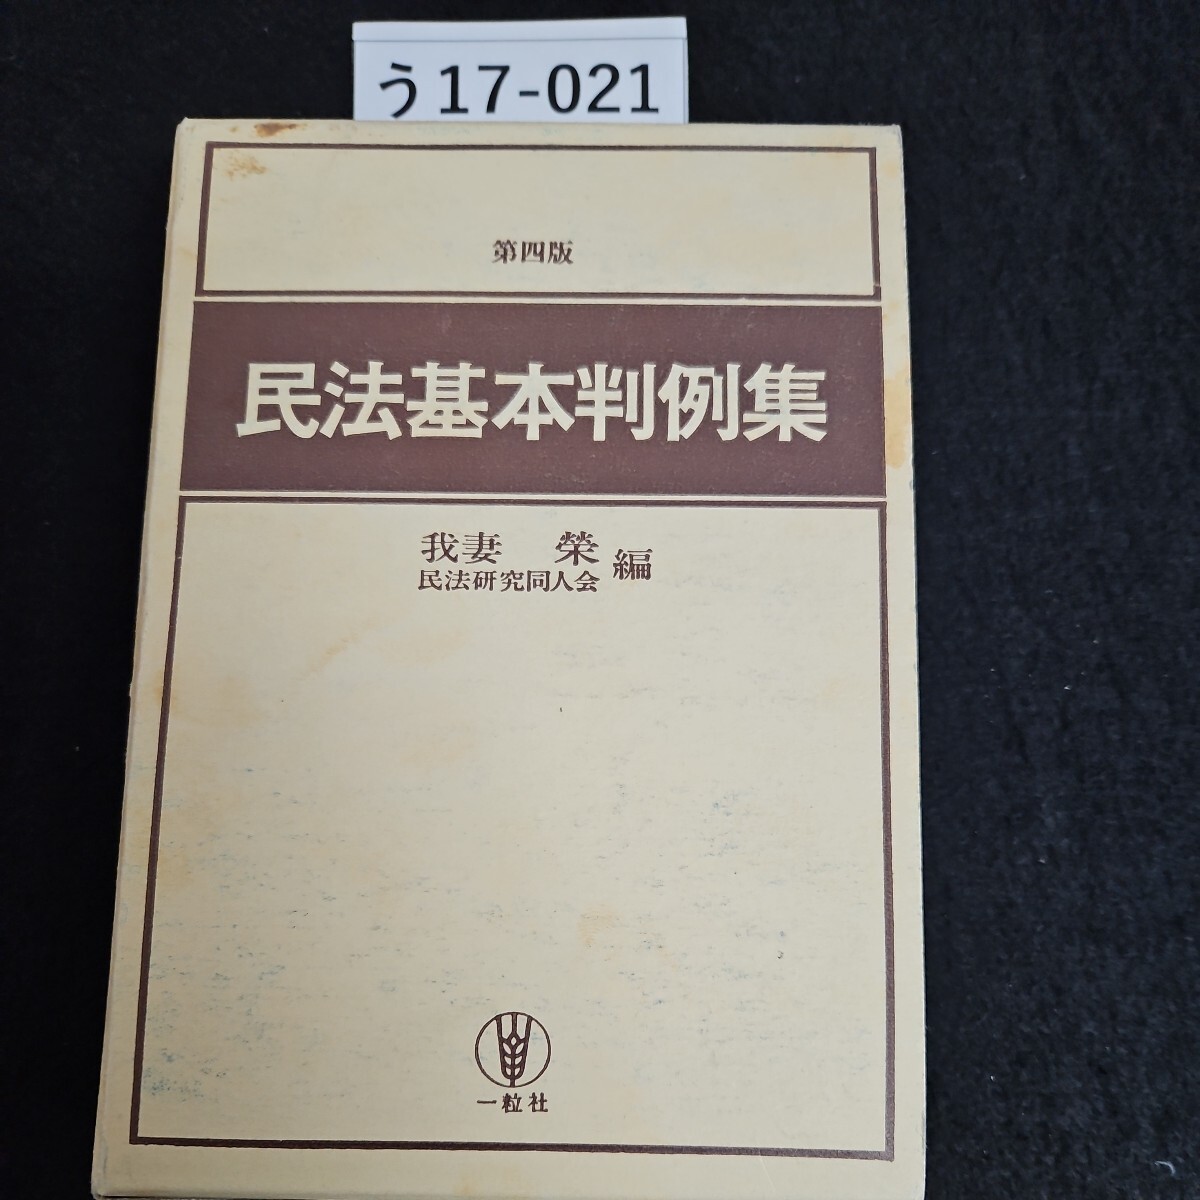 う17-021
第四版
民法基本判例集
我妻 榮
民法研究同人会 編
一粒社